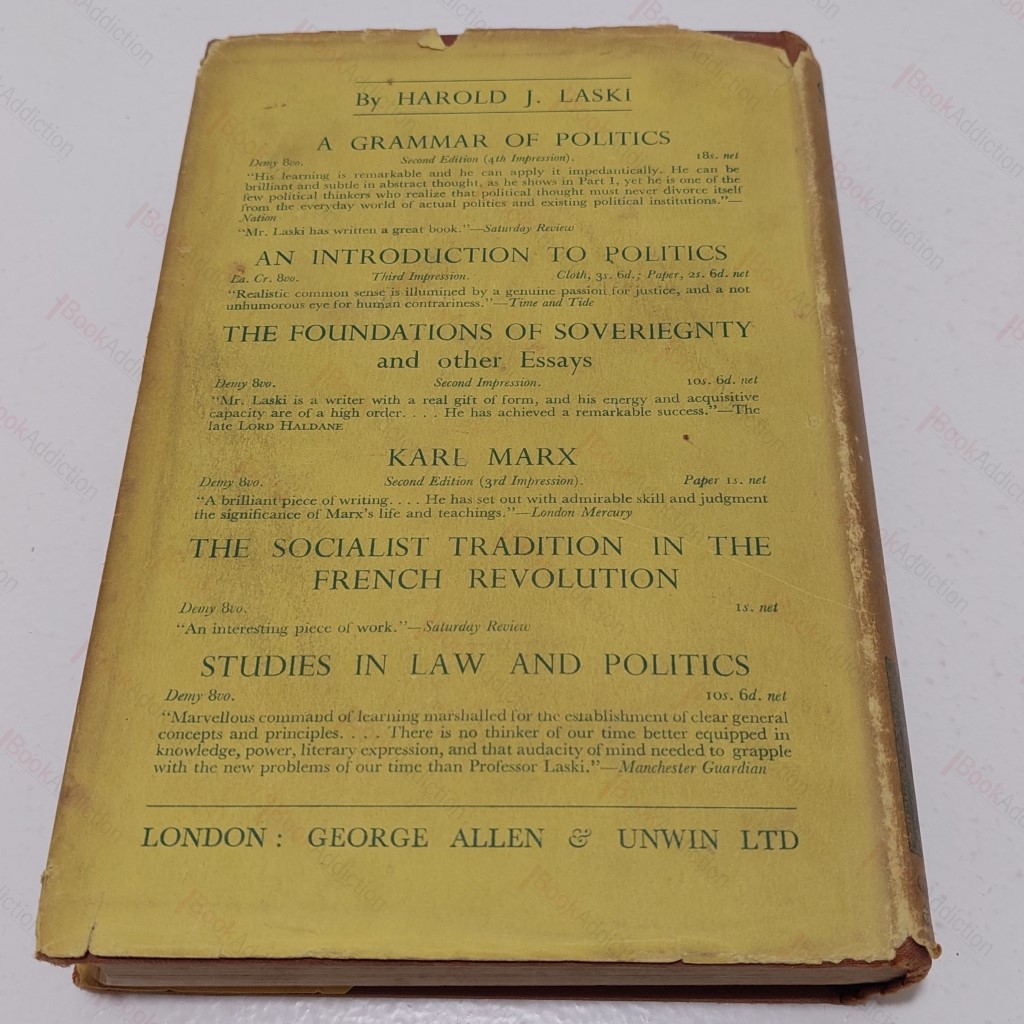 By HAROLD J. LASKI
A GRAMMAR OF POLITICS
Demy 8vo. Second Edition (4th Impression). 18s. net
"His learning is remarkable and he can apply it impedantically. He can be
brilliant and subtle in abstract thought, as he shows in Part I, yet he is one of the
few political thinkers who realize that political thought must never divorce itself
from the everyday world of actual politics and existing political institutions."—
Nation
"Mr. Laski has written a great book."—Saturday Review
AN INTRODUCTION TO POLITICS
La. Cr. 8vo. Third Impression. Cloth, 3s. 6d.; Paper, 2s. 6d. net
"Realistic common sense is illumined by a genuine passion for justice, and a not
unhumorous eye for human contrariness."—Time and Tide
THE FOUNDATIONS OF SOVERIEGNTY
and other Essays
Demy 8vo. Second Impression. 10s. 6d. net
"Mr. Laski is a writer with a real gift of form, and his energy and acquisitive
capacity are of a high order. . . . He has achieved a remarkable success."—The
late LORD HALDANE
KARL MARX
Demy 8vo. Second Edition (3rd Impression). Paper 1s. net
"A brilliant piece of writing. . . . He has set out with admirable skill and judgment
the significance of Marx's life and teachings."—London Mercury
THE SOCIALIST TRADITION IN THE
FRENCH REVOLUTION
Demy 8vo. 1s. net
"An interesting piece of work."—Saturday Review
STUDIES IN LAW AND POLITICS
Demy 8vo. 10s. 6d. net
"Marvellous command of learning marshalled for the establishment of clear general
concepts and principles. . . . There is no thinker of our time better equipped in
knowledge, power, literary expression, and that audacity of mind needed to grapple
with the new problems of our time than Professor Laski."—Manchester Guardian
LONDON: GEORGE ALLEN & UNWIN LTD
BookAddiction